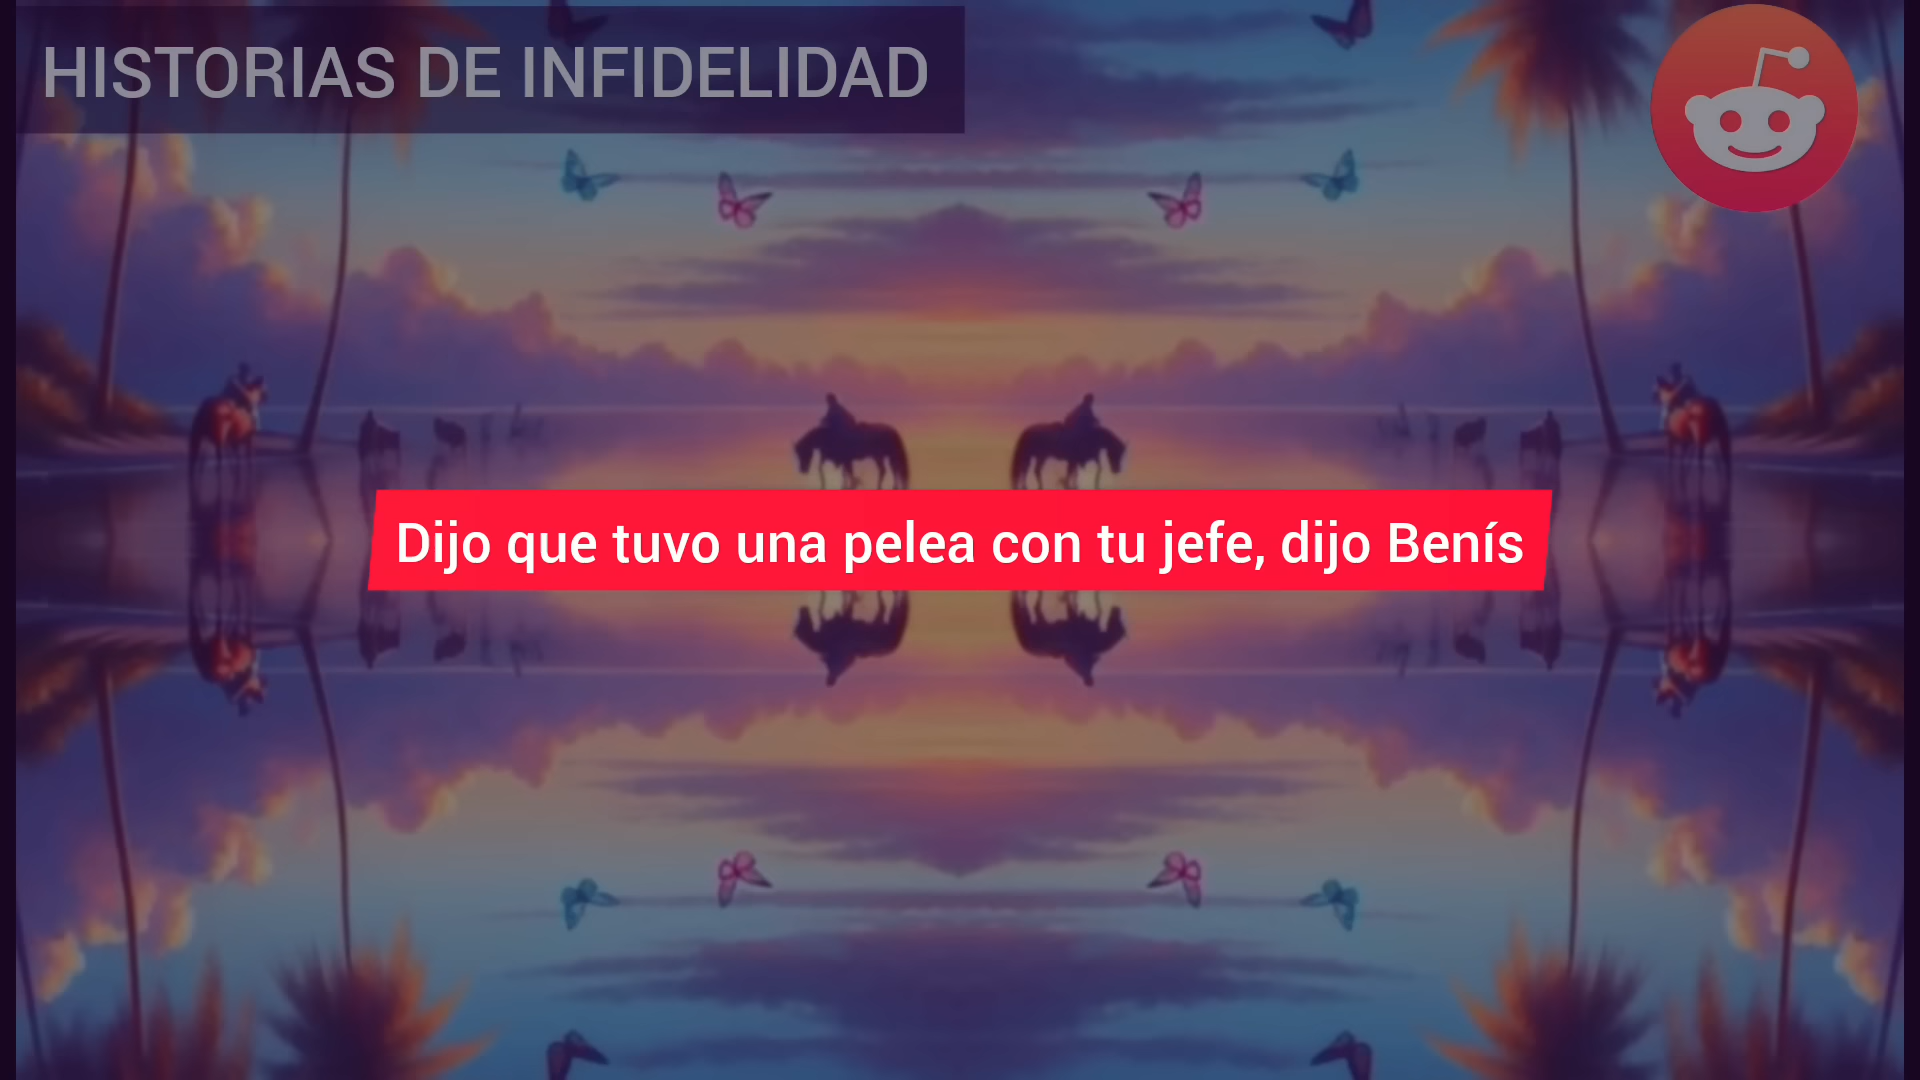 HISTORIAS DE INFIDELIDAD
Dijo que tuvo una pelea con tu jefe, dijo Benís